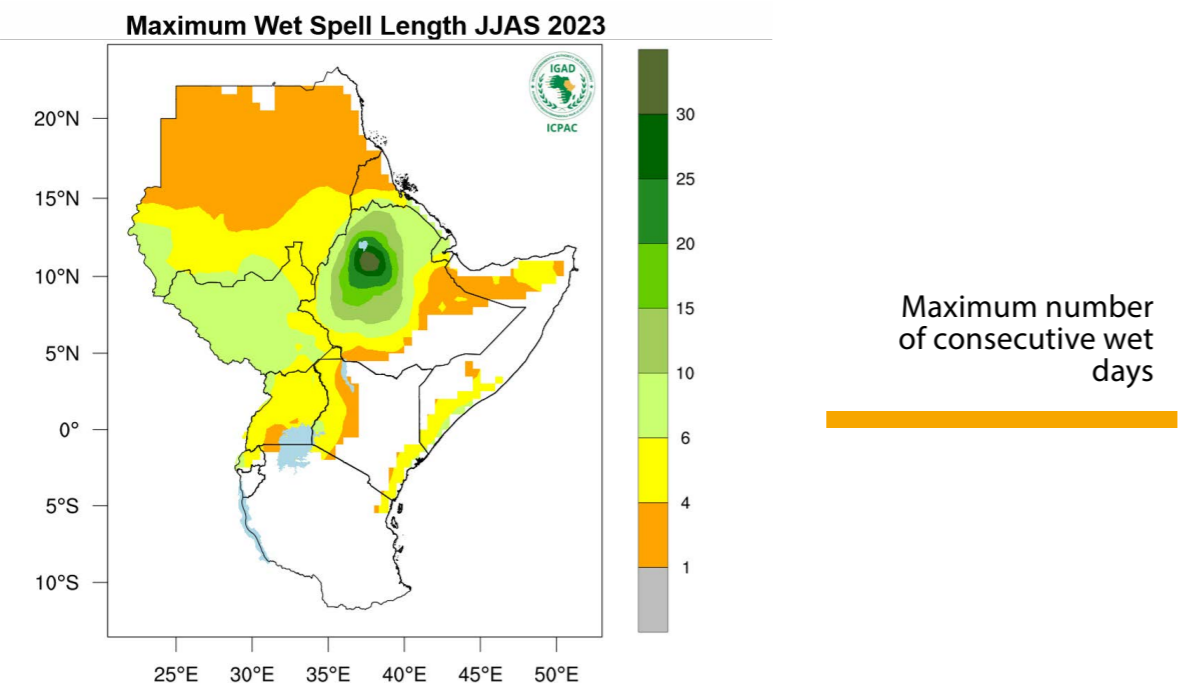 Maximum Wet Spell Length JJAS 2023
IGAD
ICPAC
20°N
15°N
10°N
5°N
0°
5°S
10°S
25°E 30°E 35°E 40°E 45°E 50°E
30
25
20
15
10
6
4
1
Maximum number
of consecutive wet
days